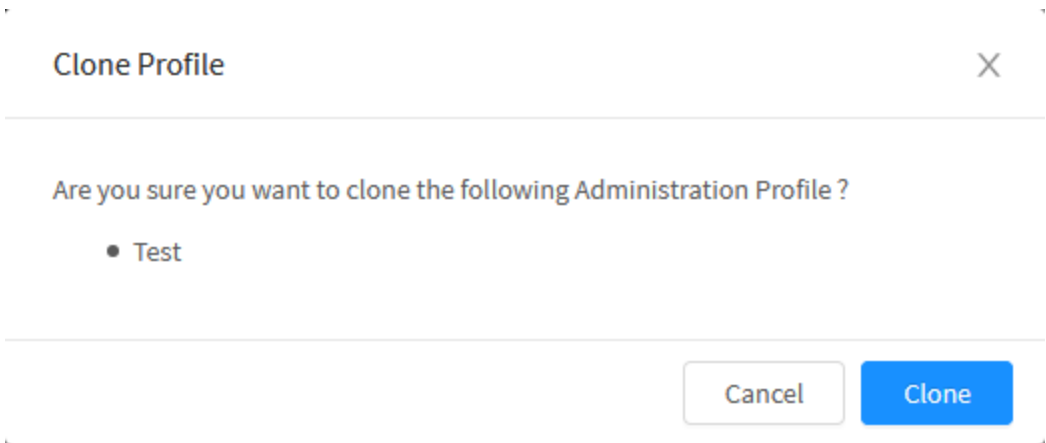 Clone Profile
Are you sure you want to clone the following Administration Profile ?
Test
Cancel
Clone